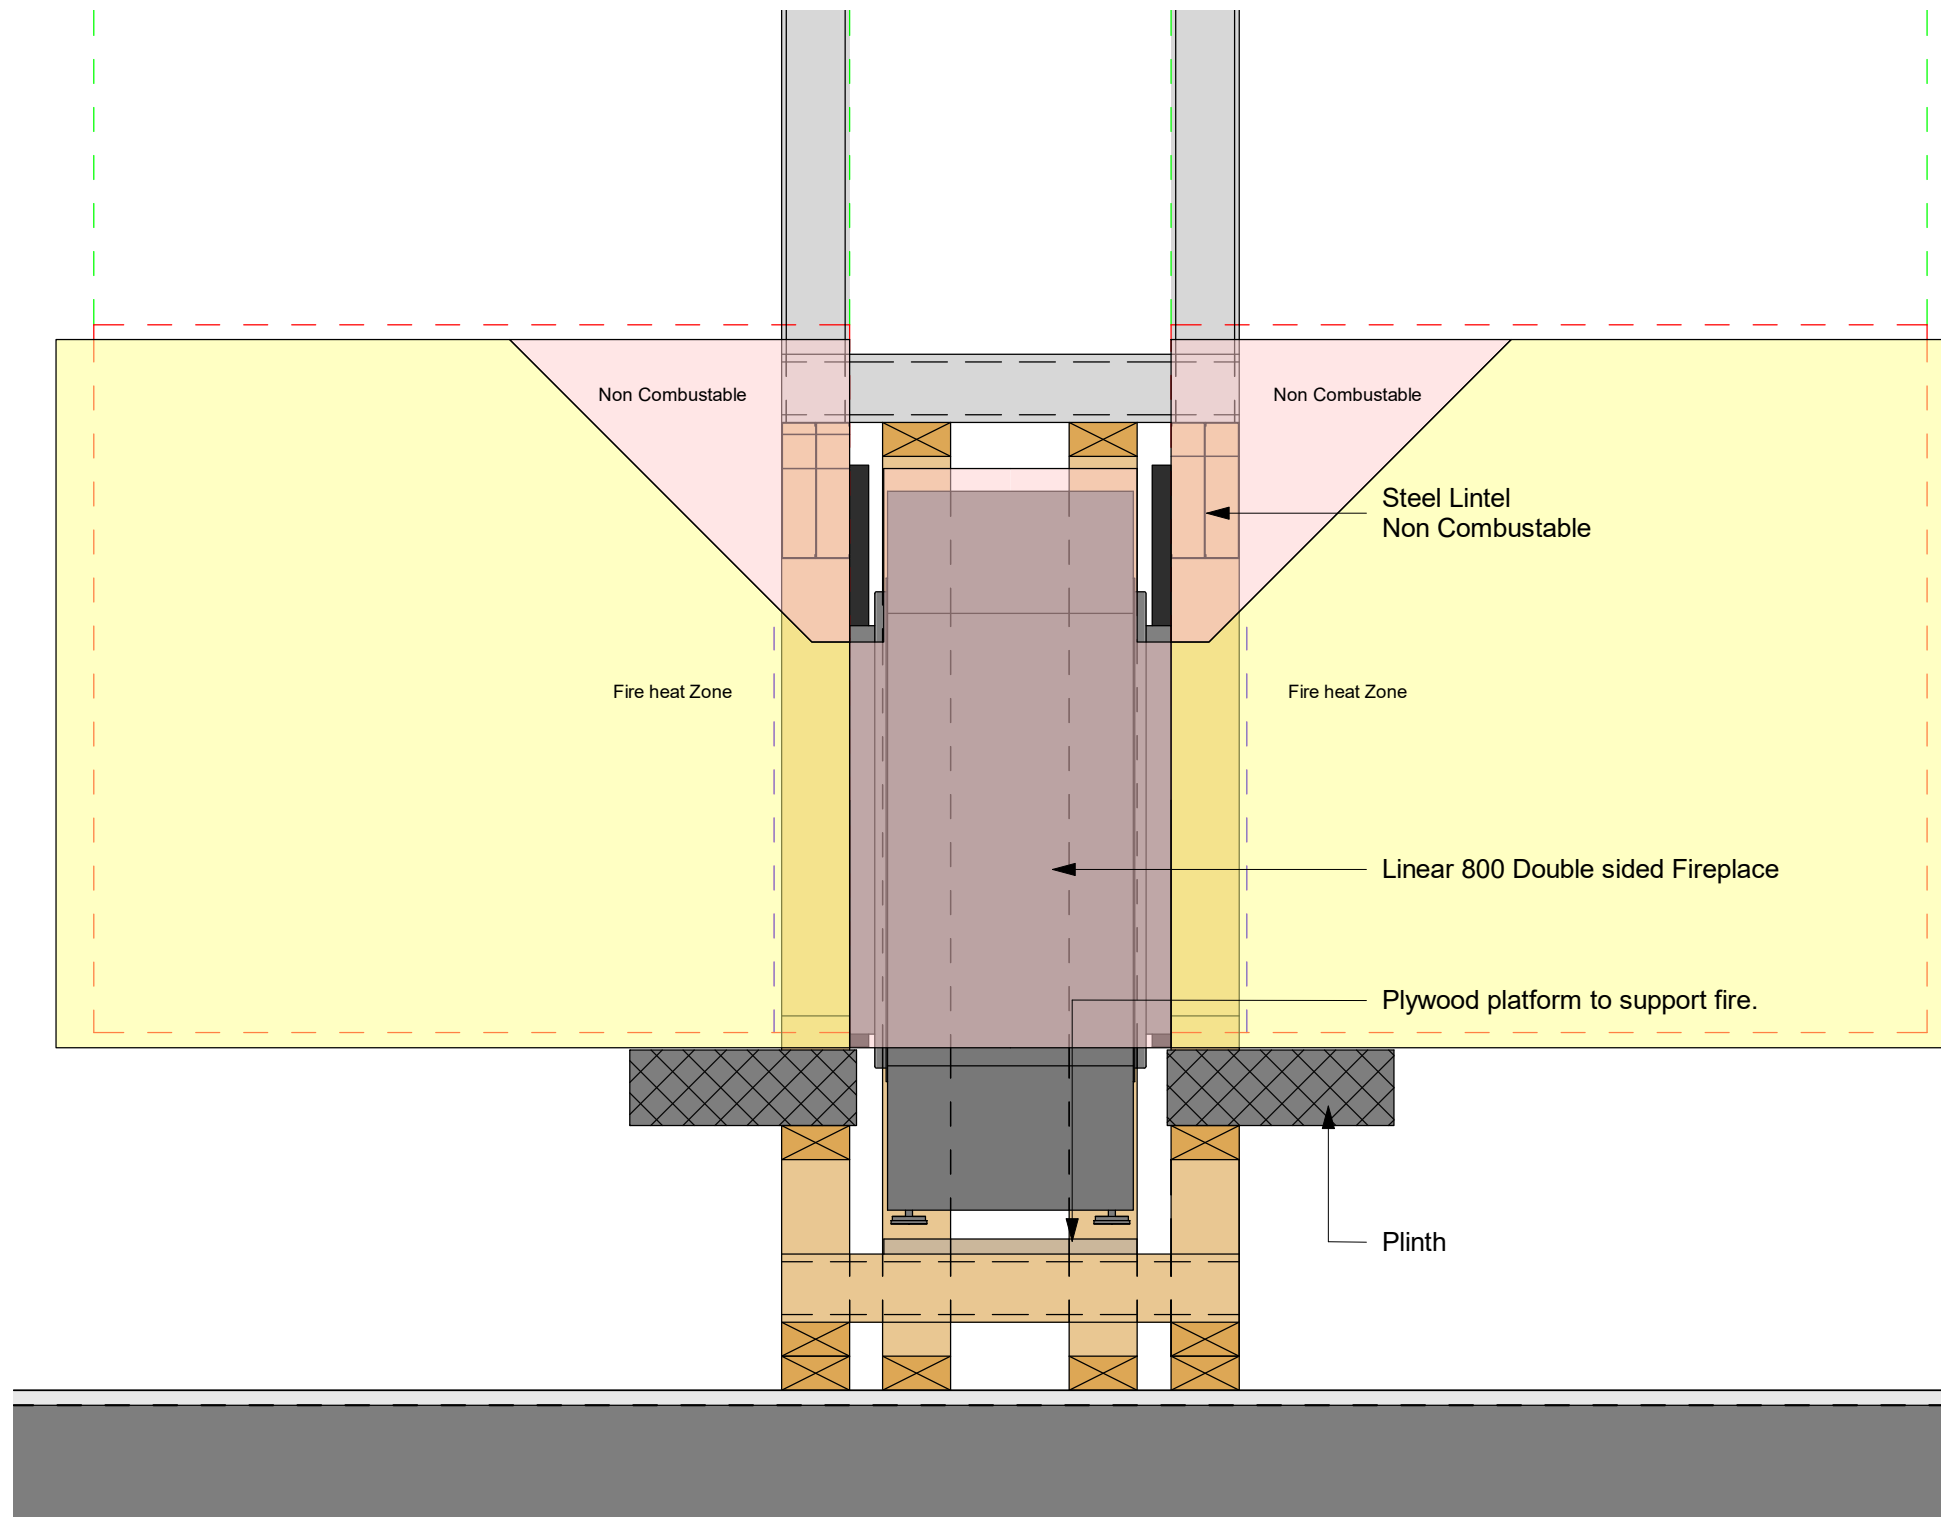 Non Combustable
Non Combustable
Steel Lintel
Non Combustable
Fire heat Zone
Fire heat Zone
Linear 800 Double sided Fireplace
Plywood platform to support fire.
Plinth